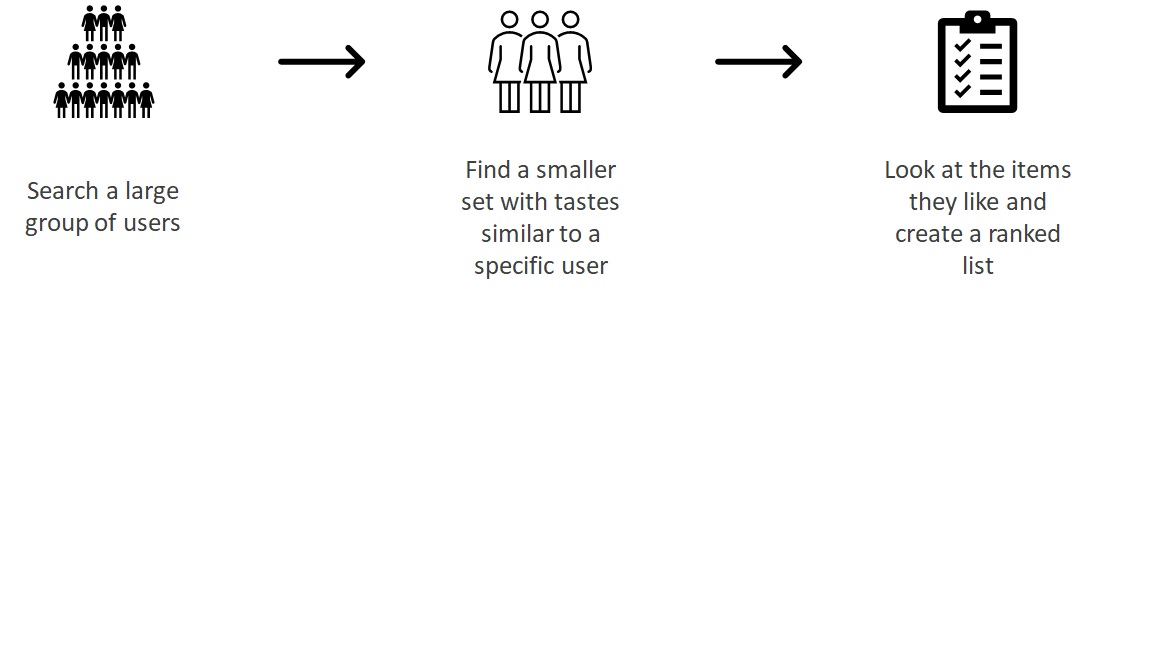 Search a large
group of users
Find a smaller
set with tastes
similar to a
specific user
Look at the items
they like and
create a ranked
list